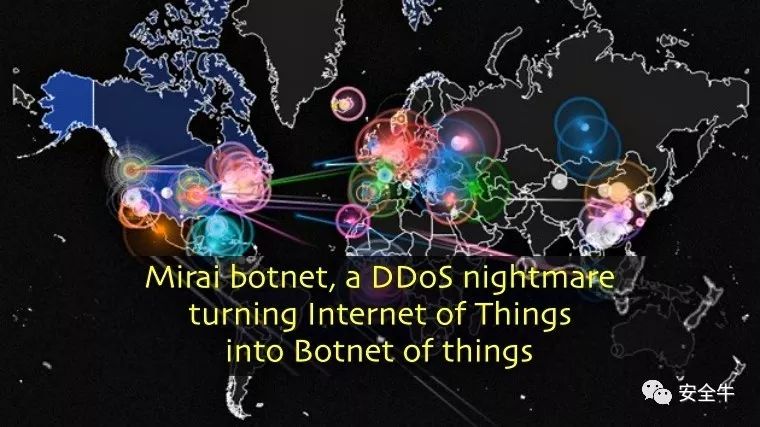 Mirai botnet, a DDoS nightmare
turning Internet of Things
into Botnet of things
安全牛